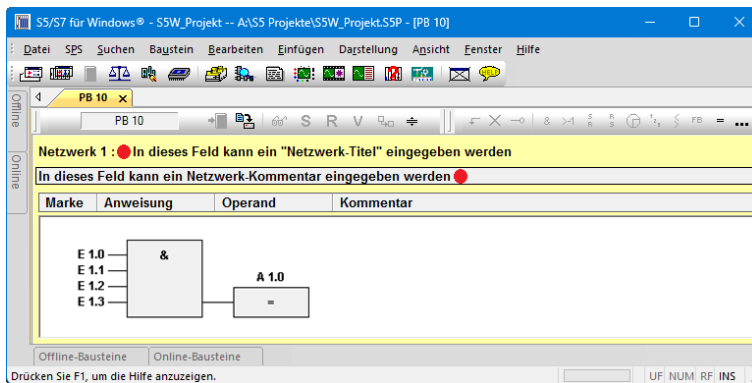 S5/S7 für Windows® - S5W_Projekt -- A:\S5 Projekte\S5W_Projekt.S5P - [PB 10]
Datei SPS Suchen Baustein Bearbeiten Einfügen Darstellung Ansicht Fenster Hilfe
HELP
Offline
Online
PB 10 x
PB 10 S R V & >-1 S R R S FB = ...
Netzwerk 1 : In dieses Feld kann ein "Netzwerk-Titel" eingegeben werden
In dieses Feld kann ein Netzwerk-Kommentar eingegeben werden
Marke Anweisung Operand Kommentar
E 1.0 &
E 1.1
E 1.2 A 1.0
E 1.3 =
Offline-Bausteine Online-Bausteine
Drücken Sie F1, um die Hilfe anzuzeigen. UF NUM RF INS